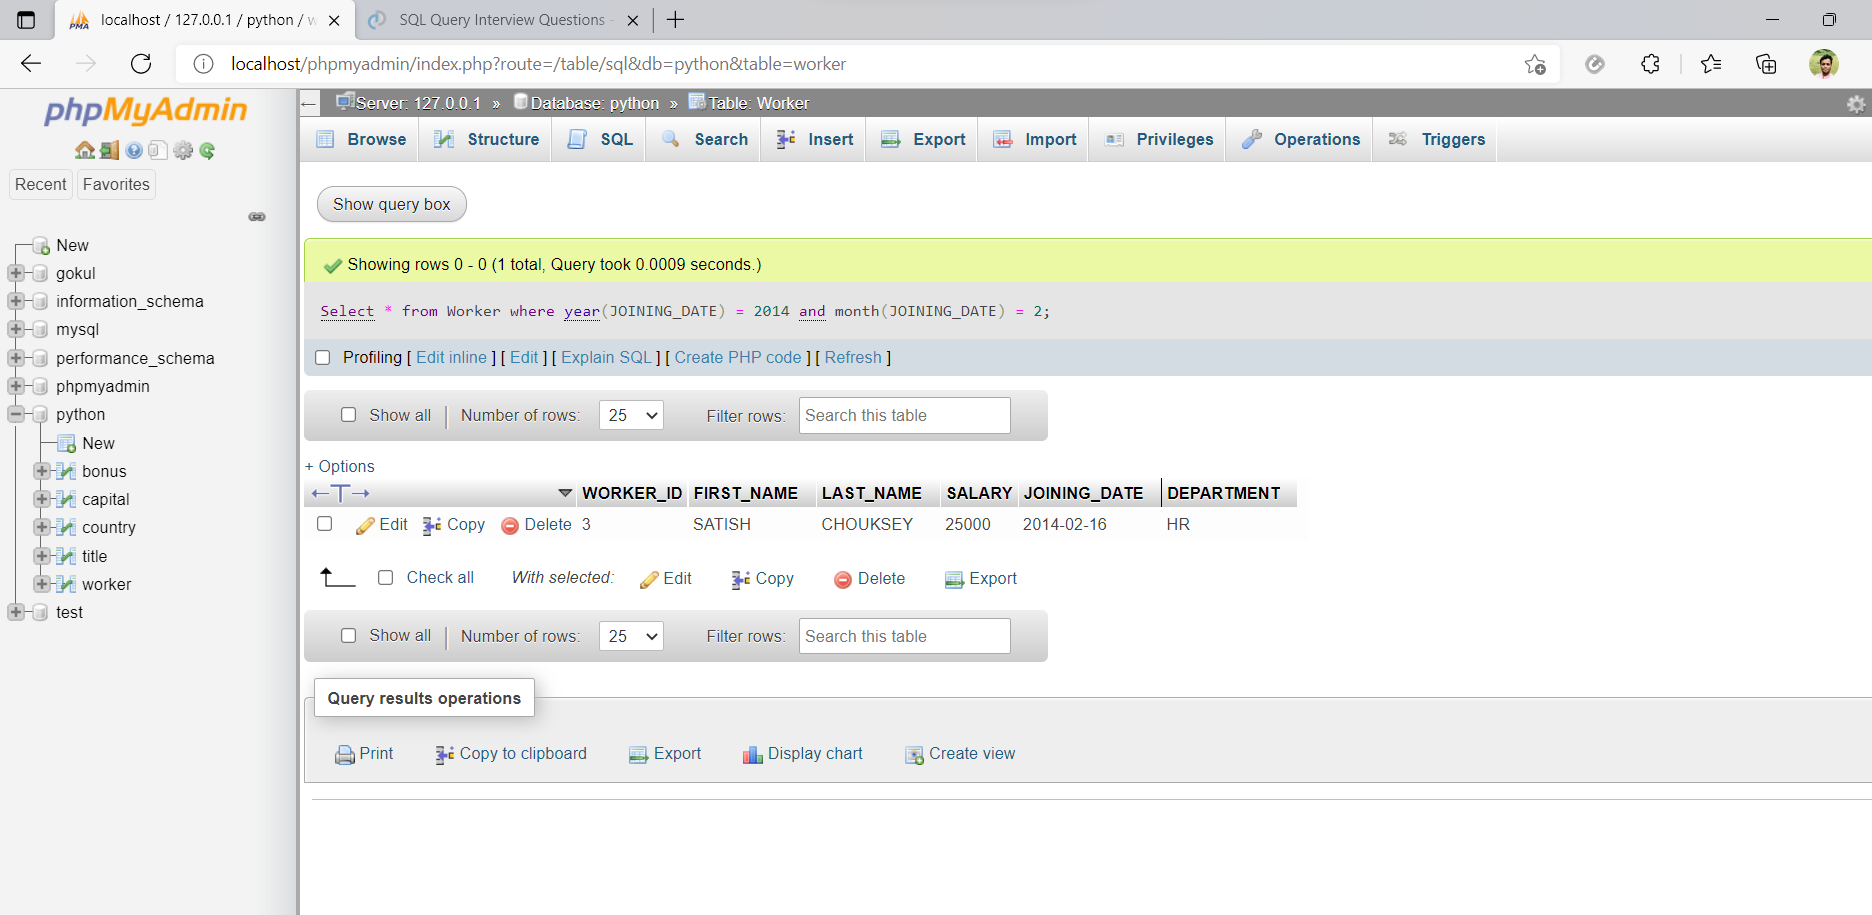 localhost / 127.0.0.1 / python / w
SQL Query Interview Questions -
localhost/phpmyadmin/index.php?route=/table/sql&db=python&table=worker
phpMyAdmin
Recent Favorites
New
gokul
information_schema
mysql
performance_schema
phpmyadmin
python
New
bonus
capital
country
title
worker
test
Server: 127.0.0.1 » Database: python » Table: Worker
Browse Structure SQL Search Insert Export Import Privileges Operations Triggers
Show query box
Showing rows 0 - 0 (1 total, Query took 0.0009 seconds.)
Select * from Worker where year(JOINING_DATE) = 2014 and month(JOINING_DATE) = 2;
Profiling [ Edit inline ] [ Edit ] [ Explain SQL ] [ Create PHP code ] [ Refresh ]
Show all Number of rows: 25 Filter rows: Search this table
+ Options
←T→ WORKER_ID FIRST_NAME LAST_NAME SALARY JOINING_DATE DEPARTMENT
Edit Copy Delete 3 SATISH CHOUKSEY 25000 2014-02-16 HR
Check all With selected: Edit Copy Delete Export
Show all Number of rows: 25 Filter rows: Search this table
Query results operations
Print Copy to clipboard Export Display chart Create view